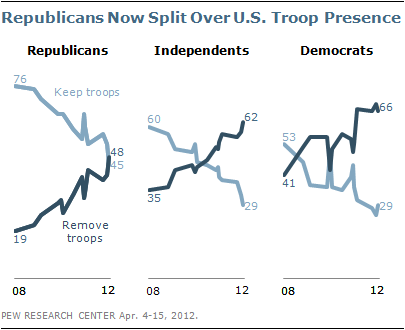 Republicans Now Split Over U.S. Troop Presence
Republicans
76
Keep troops
48
45
Remove
troops
19
08 12
Independents
60
62
35
29
08 12
Democrats
53
66
41
29
08 12
PEW RESEARCH CENTER Apr. 4-15, 2012.